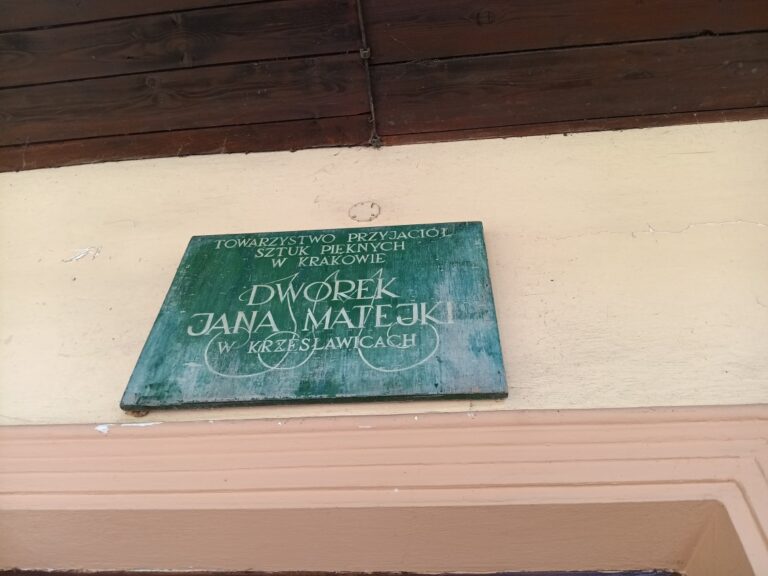 TOWARZYSTWO PRZYJACIÓŁ
SZTUK PIĘKNYCH
W KRAKOWIE
DWOREK
JANA MATEJKI
W KRZESŁAWICACH